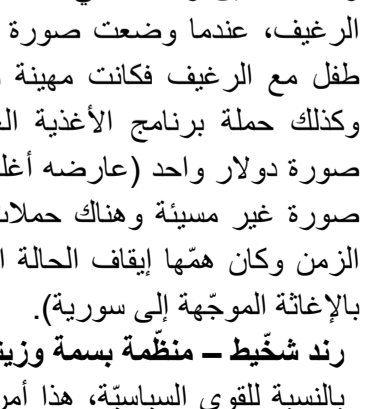 الرغيف، عندما وضعت صورة
طفل مع الرغيف فكانت مهينة
وكذلك حملة برنامج الأغذية
صورة دولار واحد (عارضه
صورة غير مسيئة وهناك حملات
الزمن وكان همّها إيقاف الحالة
بالإغاثة الموجّهة إلى سورية).
رند شخّيط – منظّمة بسمة وزيتونة
بالنسبة للقوى السياسيّة، هذا أمر